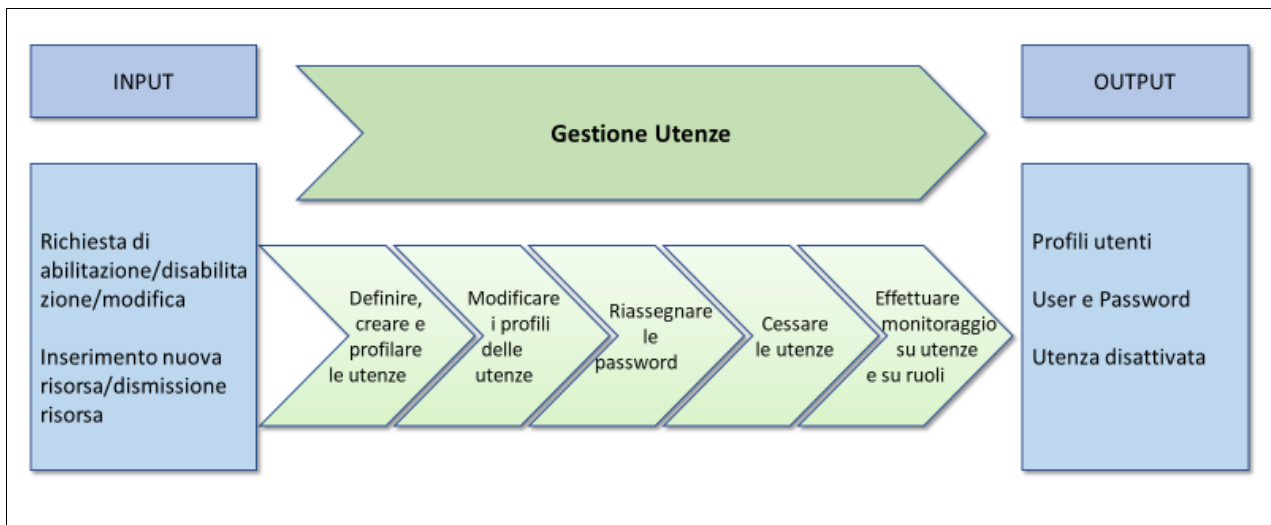 INPUT
Gestione Utenze
OUTPUT
Richiesta di
abilitazione/disabilita
zione/modifica
Inserimento nuova
risorsa/dismissione
risorsa
Definire,
creare e
profilare
le utenze
Modificare
i profili
delle
utenze
Riassegnare
le
password
Cessare
le utenze
Effettuare
monitoraggio
su utenze
e su ruoli
Profili utenti
User e Password
Utenza disattivata